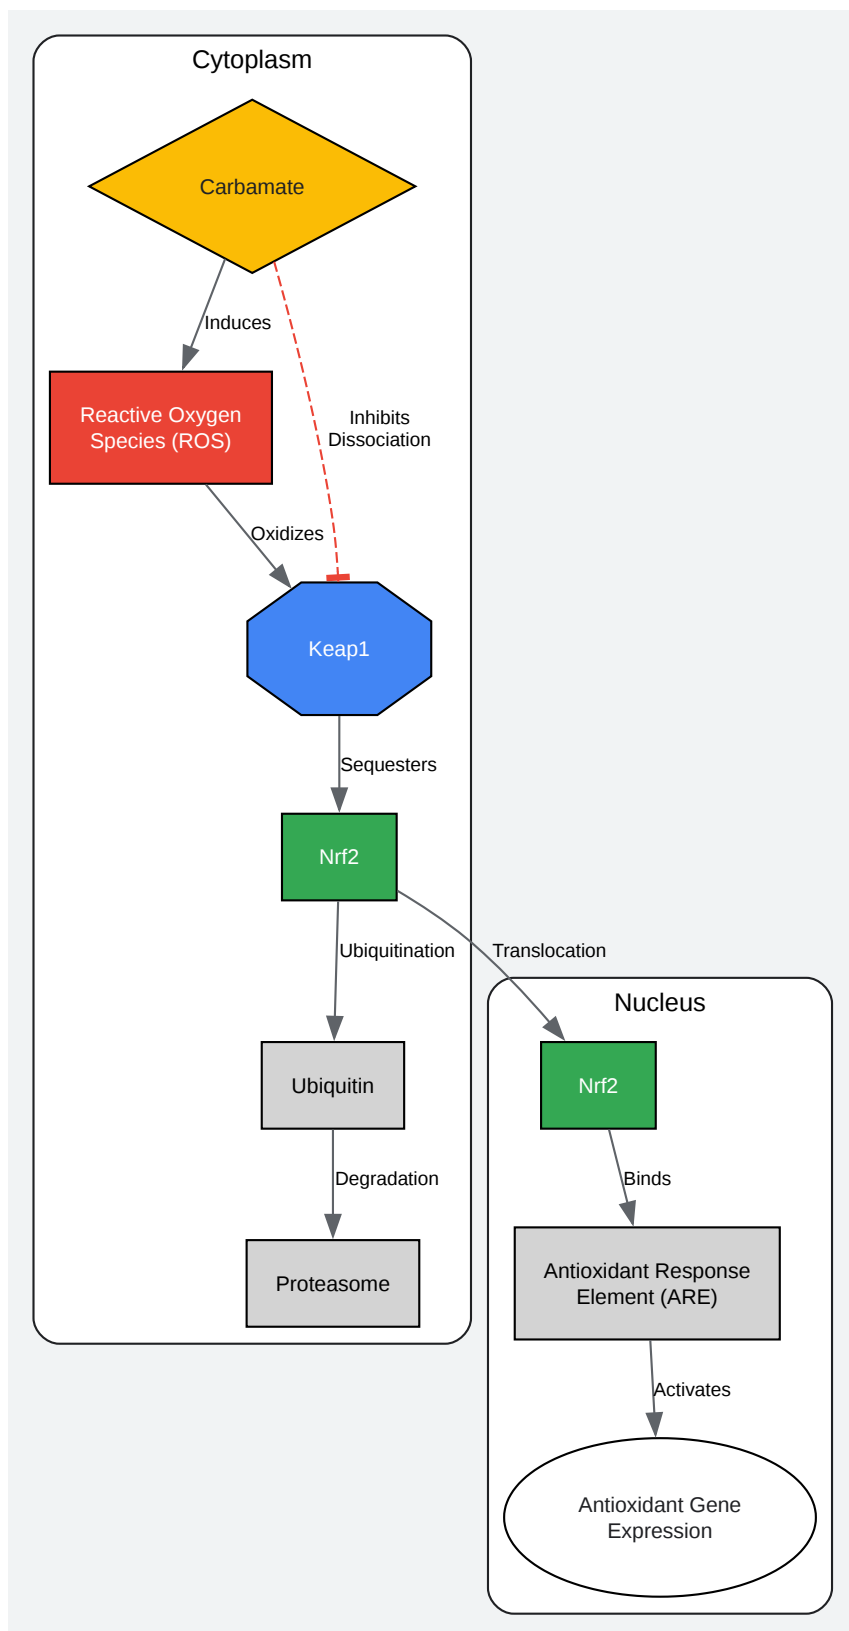 Cytoplasm
Carbamate
Induces
Reactive Oxygen
Species (ROS)
Inhibits
Dissociation
Oxidizes
Keap1
Sequesters
Nrf2
Ubiquitination
Translocation
Nucleus
Ubiquitin
Nrf2
Degradation
Binds
Proteasome
Antioxidant Response
Element (ARE)
Activates
Antioxidant Gene
Expression